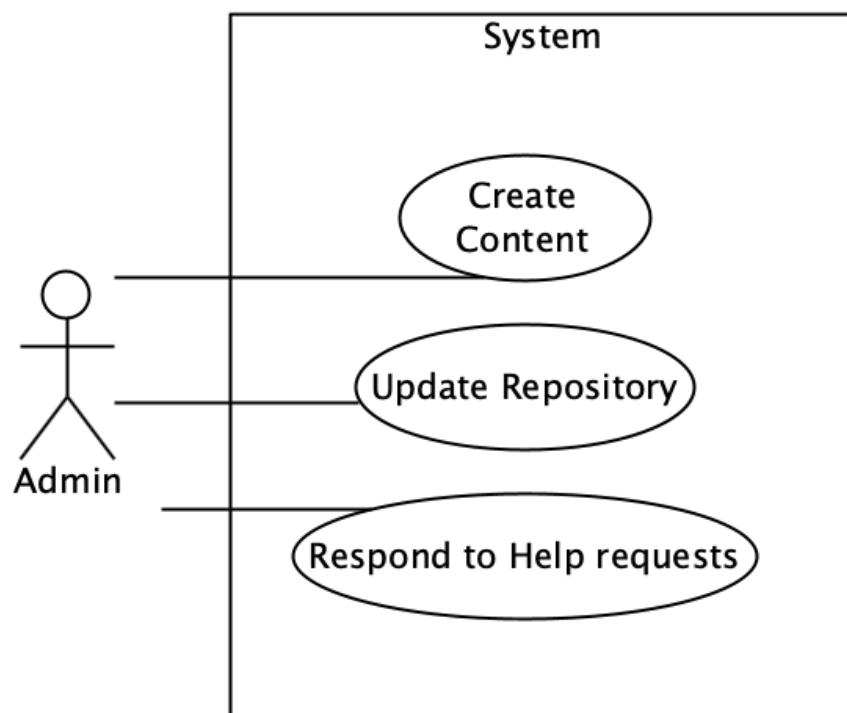 System
Create
Content
Update Repository
Admin
Respond to Help requests